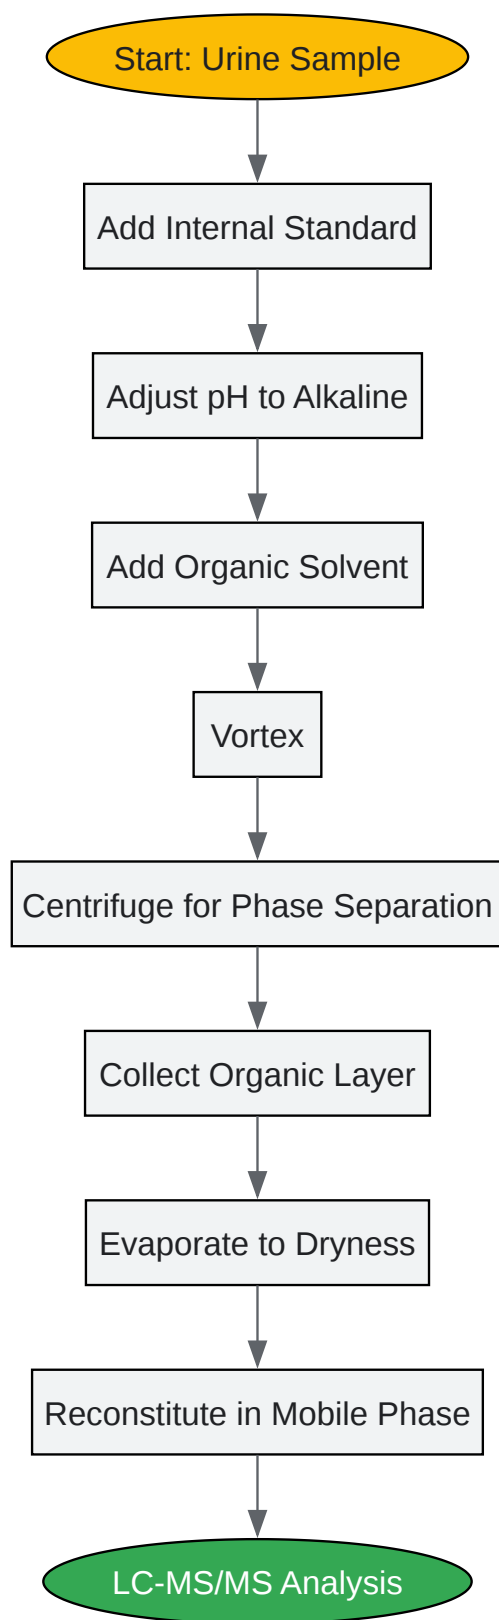 Start: Urine Sample
Add Internal Standard
Adjust pH to Alkaline
Add Organic Solvent
Vortex
Centrifuge for Phase Separation
Collect Organic Layer
Evaporate to Dryness
Reconstitute in Mobile Phase
LC-MS/MS Analysis